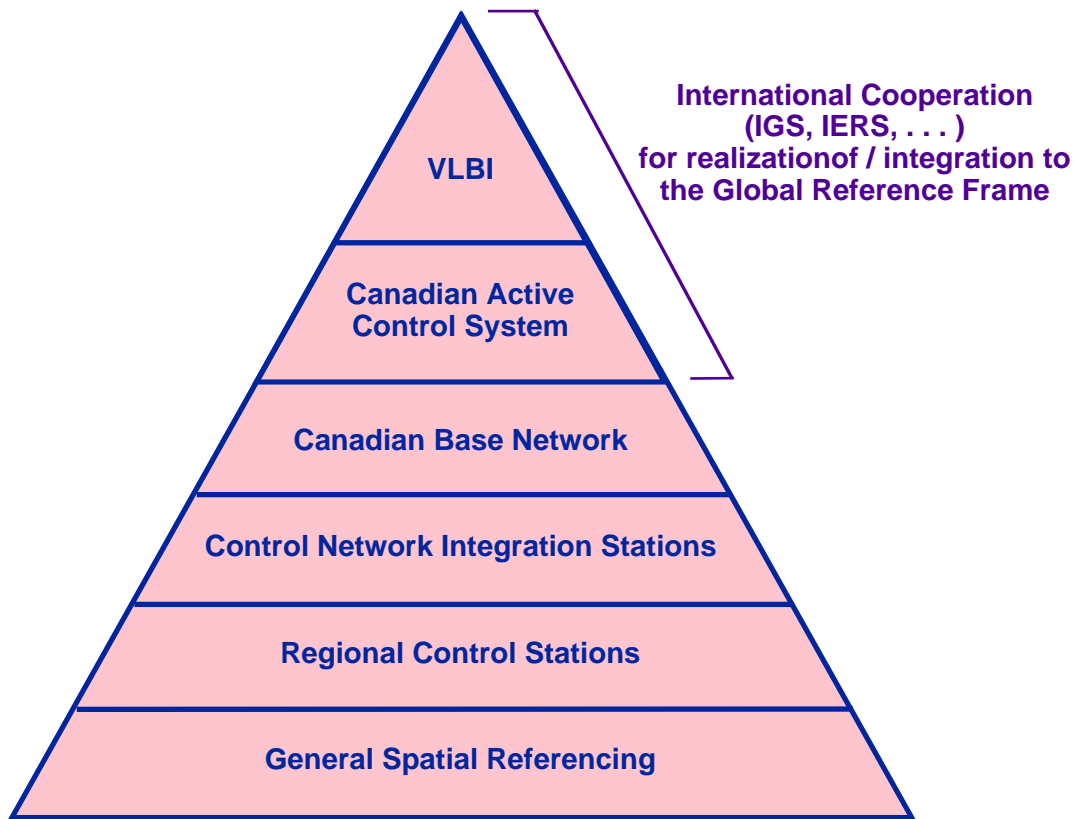 International Cooperation
(IGS, IERS, . . . )
for realizationof / integration to
the Global Reference Frame
VLBI
Canadian Active
Control System
Canadian Base Network
Control Network Integration Stations
Regional Control Stations
General Spatial Referencing